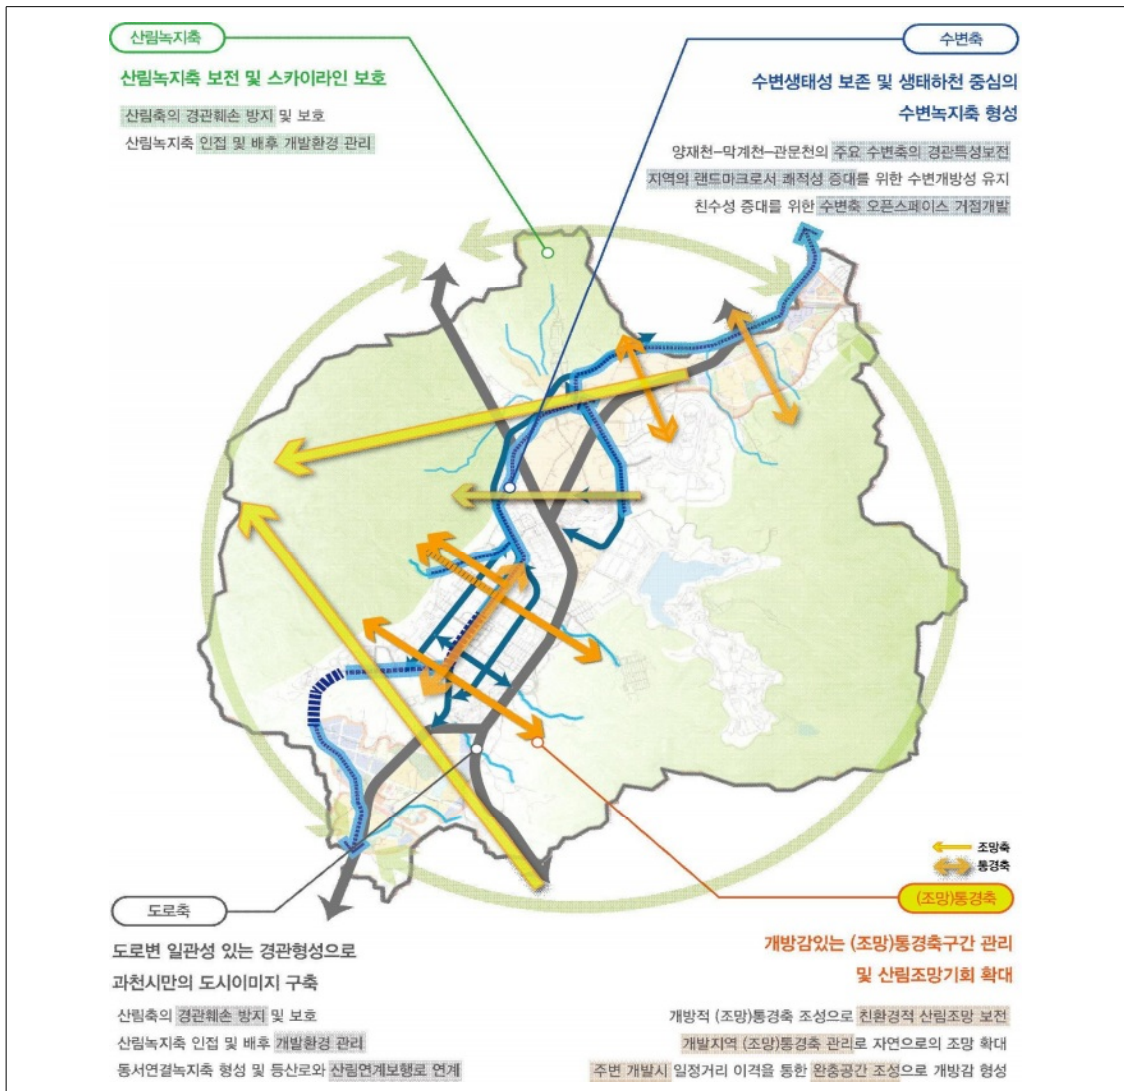 산림녹지축
산림녹지축 보전 및 스카이라인 보호
산림축의 경관훼손 방지 및 보호
산림녹지축 인접 및 배후 개발환경 관리
수변축
수변생태성 보존 및 생태하천 중심의
수변녹지축 형성
양재천-막계천-관문천의 주요 수변축의 경관특성보전
지역의 랜드마크로서 쾌적성 증대를 위한 수변개방성 유지
친수성 증대를 위한 수변축 오픈스페이스 거점개발
조망축
통경축
도로축
도로변 일관성 있는 경관형성으로
과천시만의 도시이미지 구축
산림축의 경관훼손 방지 및 보호
산림녹지축 인접 및 배후 개발환경 관리
동서연결녹지축 형성 및 등산로와 산림연계보행로 연계
(조망)통경축
개방감있는 (조망)통경축구간 관리
및 산림조망기회 확대
개방적 (조망)통경축 조성으로 친환경적 산림조망 보전
개발지역 (조망)통경축 관리로 자연으로의 조망 확대
주변 개발시 일정거리 이격을 통한 완충공간 조성으로 개방감 형성